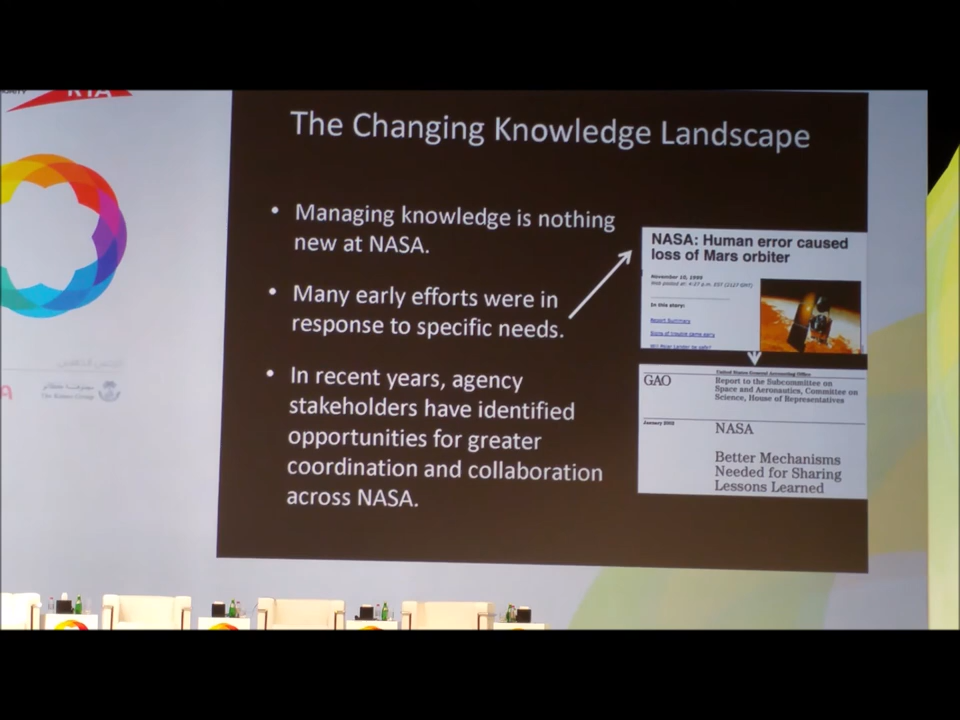 RTA
The Changing Knowledge Landscape
• Managing knowledge is nothing
new at NASA.
• Many early efforts were in
response to specific needs.
• In recent years, agency
stakeholders have identified
opportunities for greater
coordination and collaboration
across NASA.
NASA: Human error caused
loss of Mars orbiter
November 10, 1999
Web posted at: 4:27 p.m. EST (2127 GMT)
In this story:
Report Summary
Signs of trouble came early
Will Polar Lander be safe?
United States General Accounting Office
GAO
Report to the Subcommittee on
Space and Aeronautics, Committee on
Science, House of Representatives
January 2002
NASA
Better Mechanisms
Needed for Sharing
Lessons Learned